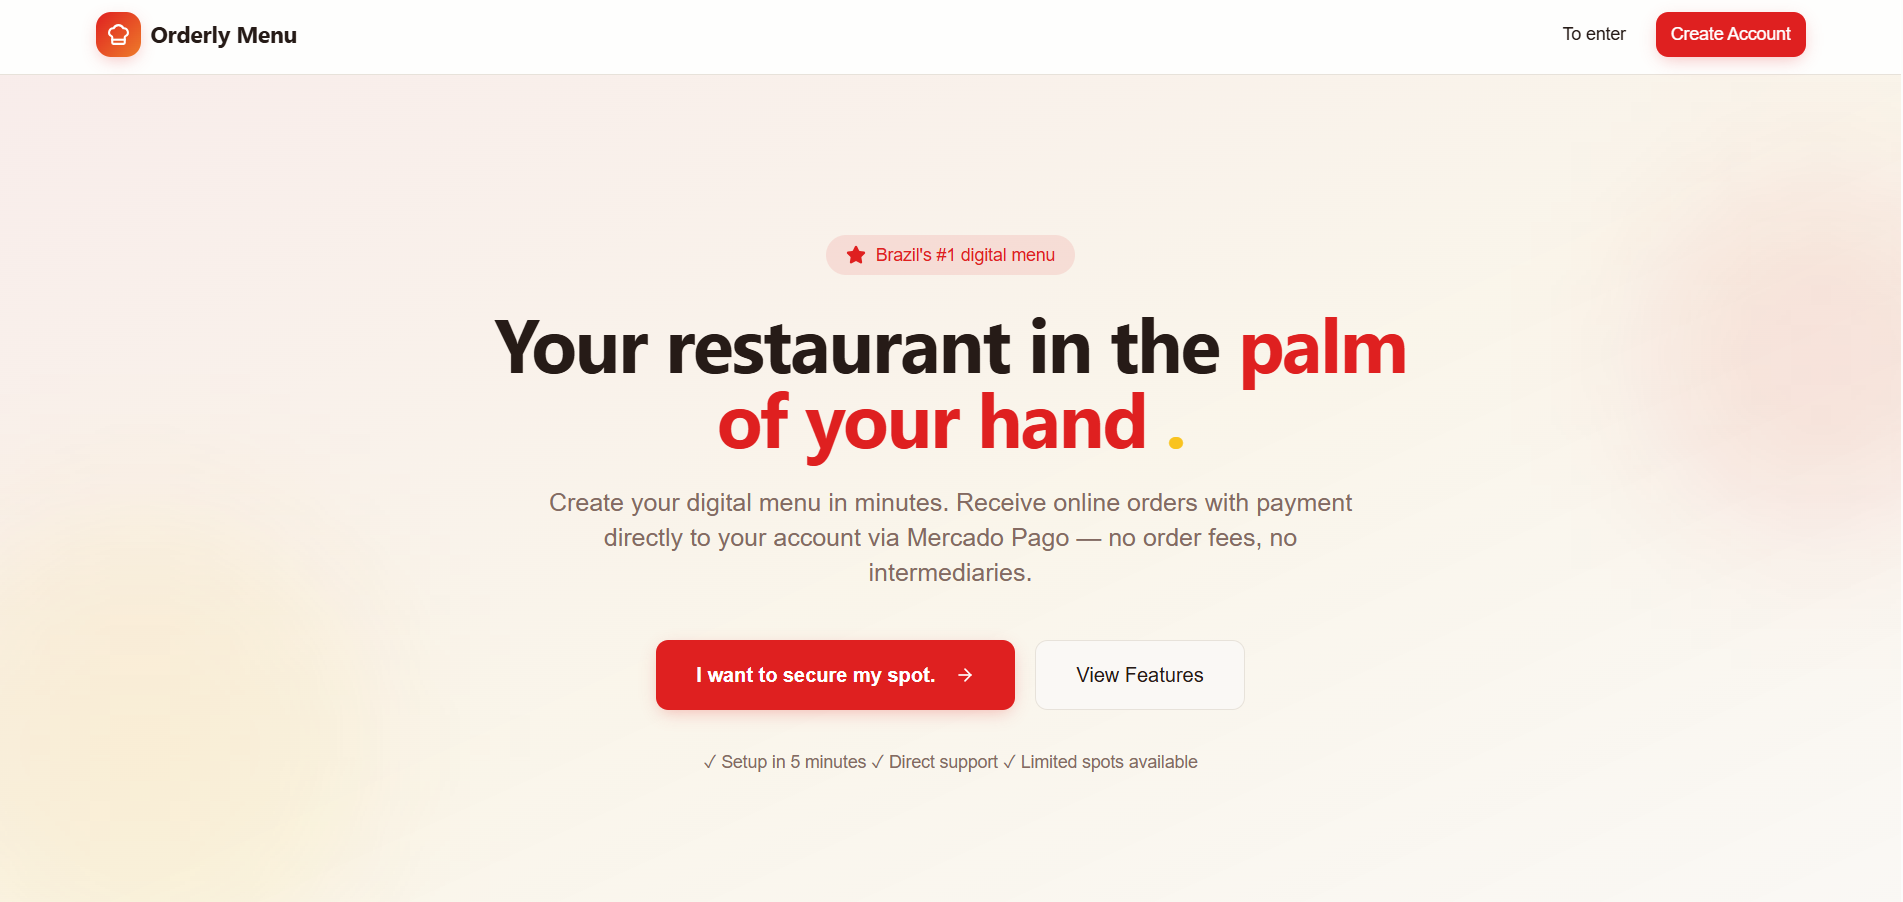 Orderly Menu
To enter
Create Account
Brazil's #1 digital menu
Your restaurant in the palm
of your hand .
Create your digital menu in minutes. Receive online orders with payment
directly to your account via Mercado Pago — no order fees, no
intermediaries.
I want to secure my spot. →
View Features
✓ Setup in 5 minutes ✓ Direct support ✓ Limited spots available